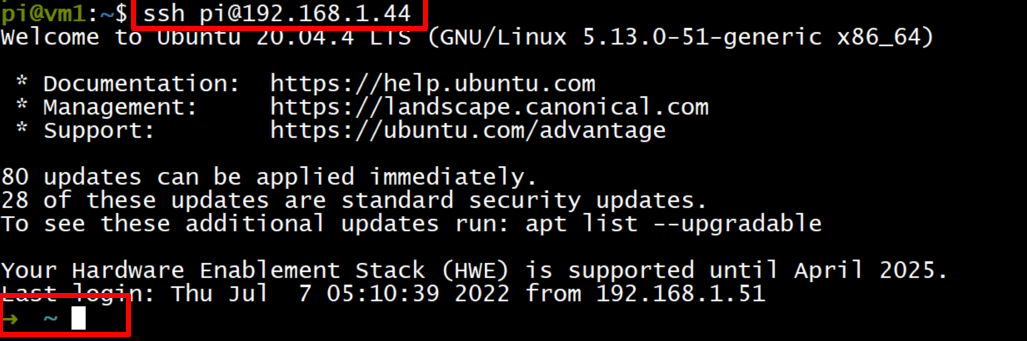 pi@vm1:~$ ssh pi@192.168.1.44
Welcome to Ubuntu 20.04.4 LTS (GNU/Linux 5.13.0-51-generic x86_64)
* Documentation: https://help.ubuntu.com
* Management: https://landscape.canonical.com
* Support: https://ubuntu.com/advantage
80 updates can be applied immediately.
28 of these updates are standard security updates.
To see these additional updates run: apt list --upgradable
Your Hardware Enablement Stack (HWE) is supported until April 2025.
Last login: Thu Jul 7 05:10:39 2022 from 192.168.1.51
➜ ~